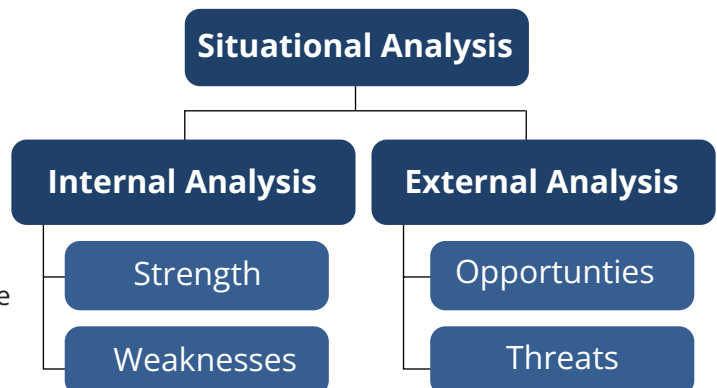 Situational Analysis
Internal Analysis
External Analysis
Strength
Opportunties
e
Weaknesses
Threats